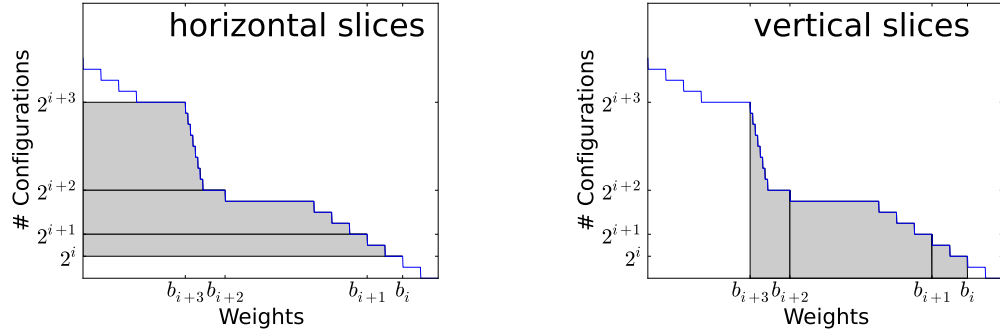 horizontal slices
# Configurations
2^{i+3}
2^{i+2}
2^{i+1}
2^i
b_{i+3} b_{i+2} b_{i+1} b_i
Weights
vertical slices
# Configurations
2^{i+3}
2^{i+2}
2^{i+1}
2^i
b_{i+3} b_{i+2} b_{i+1} b_i
Weights